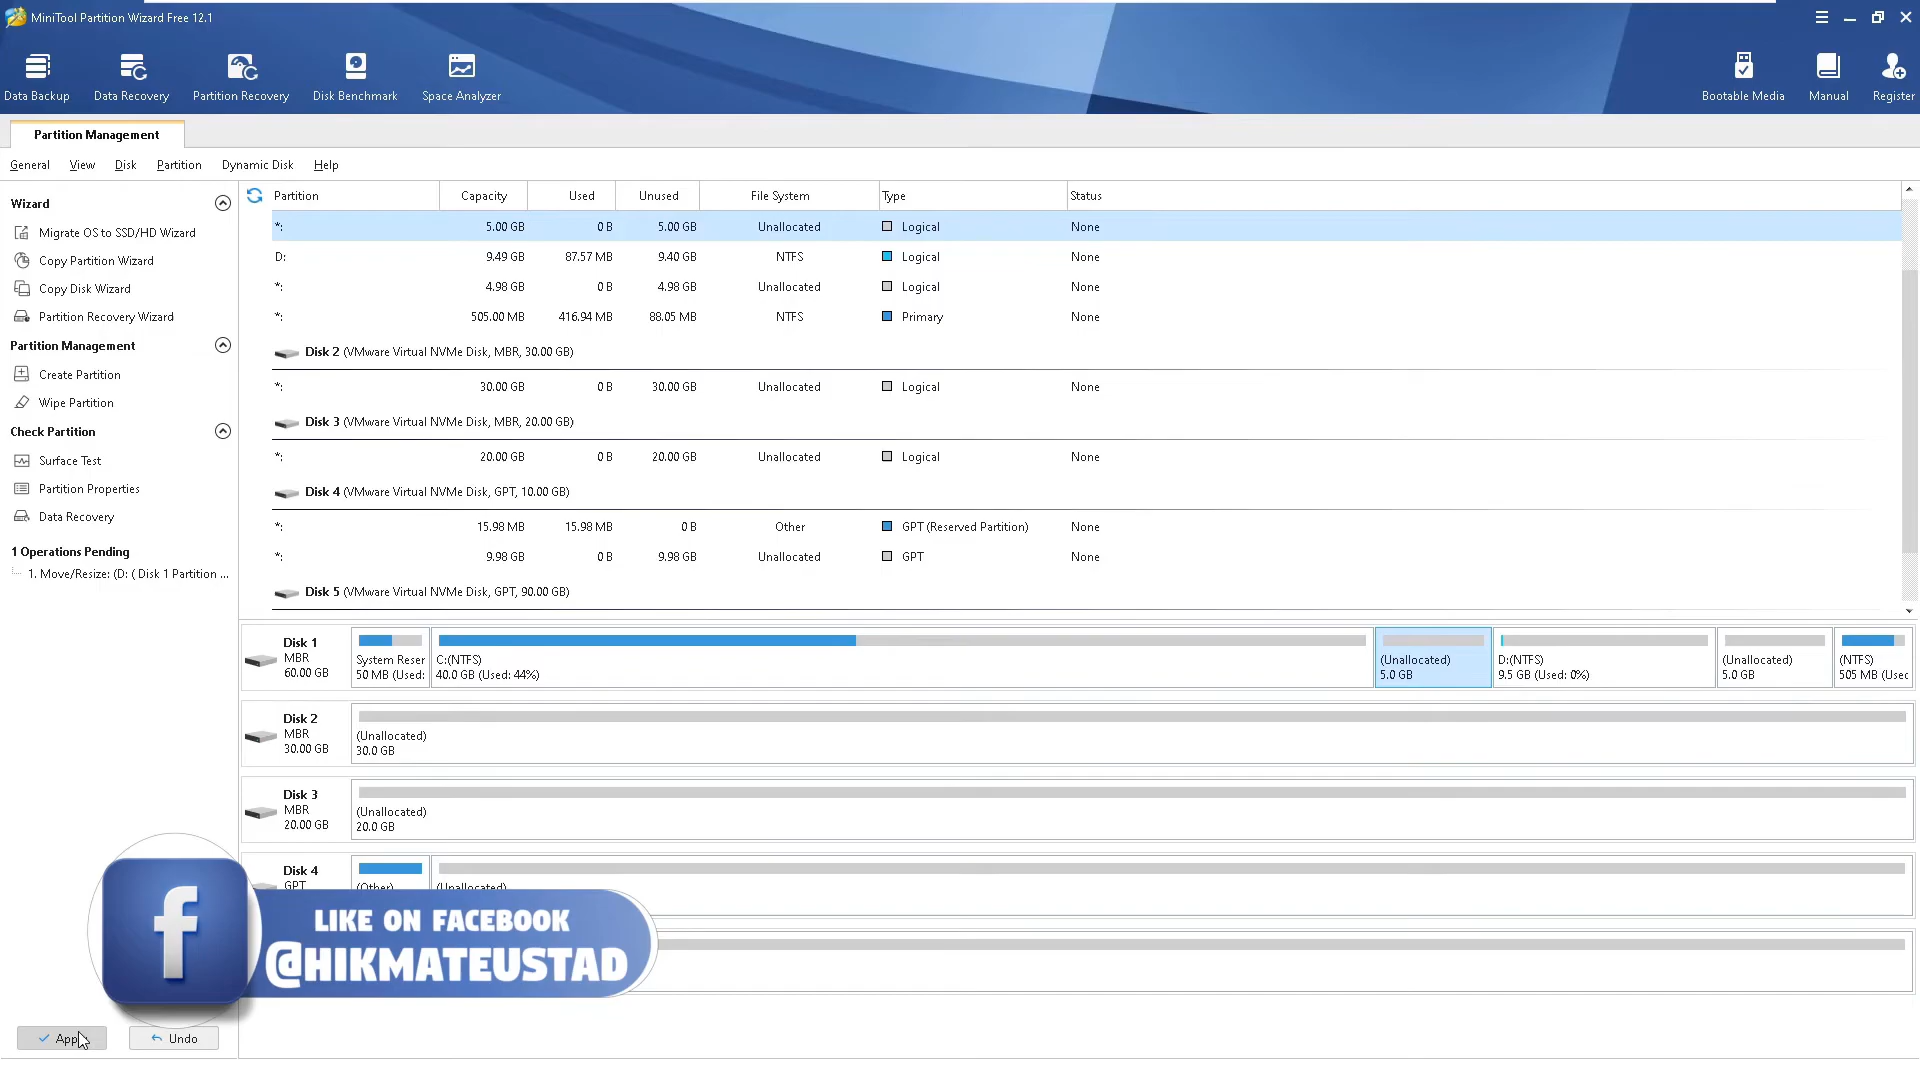 MiniTool Partition Wizard Free 12.1
Data Backup
Data Recovery
Partition Recovery
Disk Benchmark
Space Analyzer
Bootable Media
Manual
Register
Partition Management
General View Disk Partition Dynamic Disk Help
Wizard
Migrate OS to SSD/HD Wizard
Copy Partition Wizard
Copy Disk Wizard
Partition Recovery Wizard
Partition Management
Create Partition
Wipe Partition
Check Partition
Surface Test
Partition Properties
Data Recovery
1 Operations Pending
1. Move/Resize: (D: ( Disk 1 Partition ...
Partition Capacity Used Unused File System Type Status
*: 5.00 GB 0 B 5.00 GB Unallocated Logical None
D: 9.49 GB 87.57 MB 9.40 GB NTFS Logical None
*: 4.98 GB 0 B 4.98 GB Unallocated Logical None
*: 505.00 MB 416.94 MB 88.05 MB NTFS Primary None
Disk 2 (VMware Virtual NVMe Disk, MBR, 30.00 GB)
*: 30.00 GB 0 B 30.00 GB Unallocated Logical None
Disk 3 (VMware Virtual NVMe Disk, MBR, 20.00 GB)
*: 20.00 GB 0 B 20.00 GB Unallocated Logical None
Disk 4 (VMware Virtual NVMe Disk, GPT, 10.00 GB)
*: 15.98 MB 15.98 MB 0 B Other GPT (Reserved Partition) None
*: 9.98 GB 0 B 9.98 GB Unallocated GPT None
Disk 5 (VMware Virtual NVMe Disk, GPT, 90.00 GB)
Disk 1
MBR
60.00 GB
System Reser
50 MB (Used:
C:(NTFS)
40.0 GB (Used: 44%)
(Unallocated)
5.0 GB
D:(NTFS)
9.5 GB (Used: 0%)
(Unallocated)
5.0 GB
(NTFS)
505 MB (Usec
Disk 2
MBR
30.00 GB
(Unallocated)
30.0 GB
Disk 3
MBR
20.00 GB
(Unallocated)
20.0 GB
Disk 4
GPT
(Other)
(Unallocated)
f
LIKE ON FACEBOOK
@HIKMATEUSTAD
App
Undo